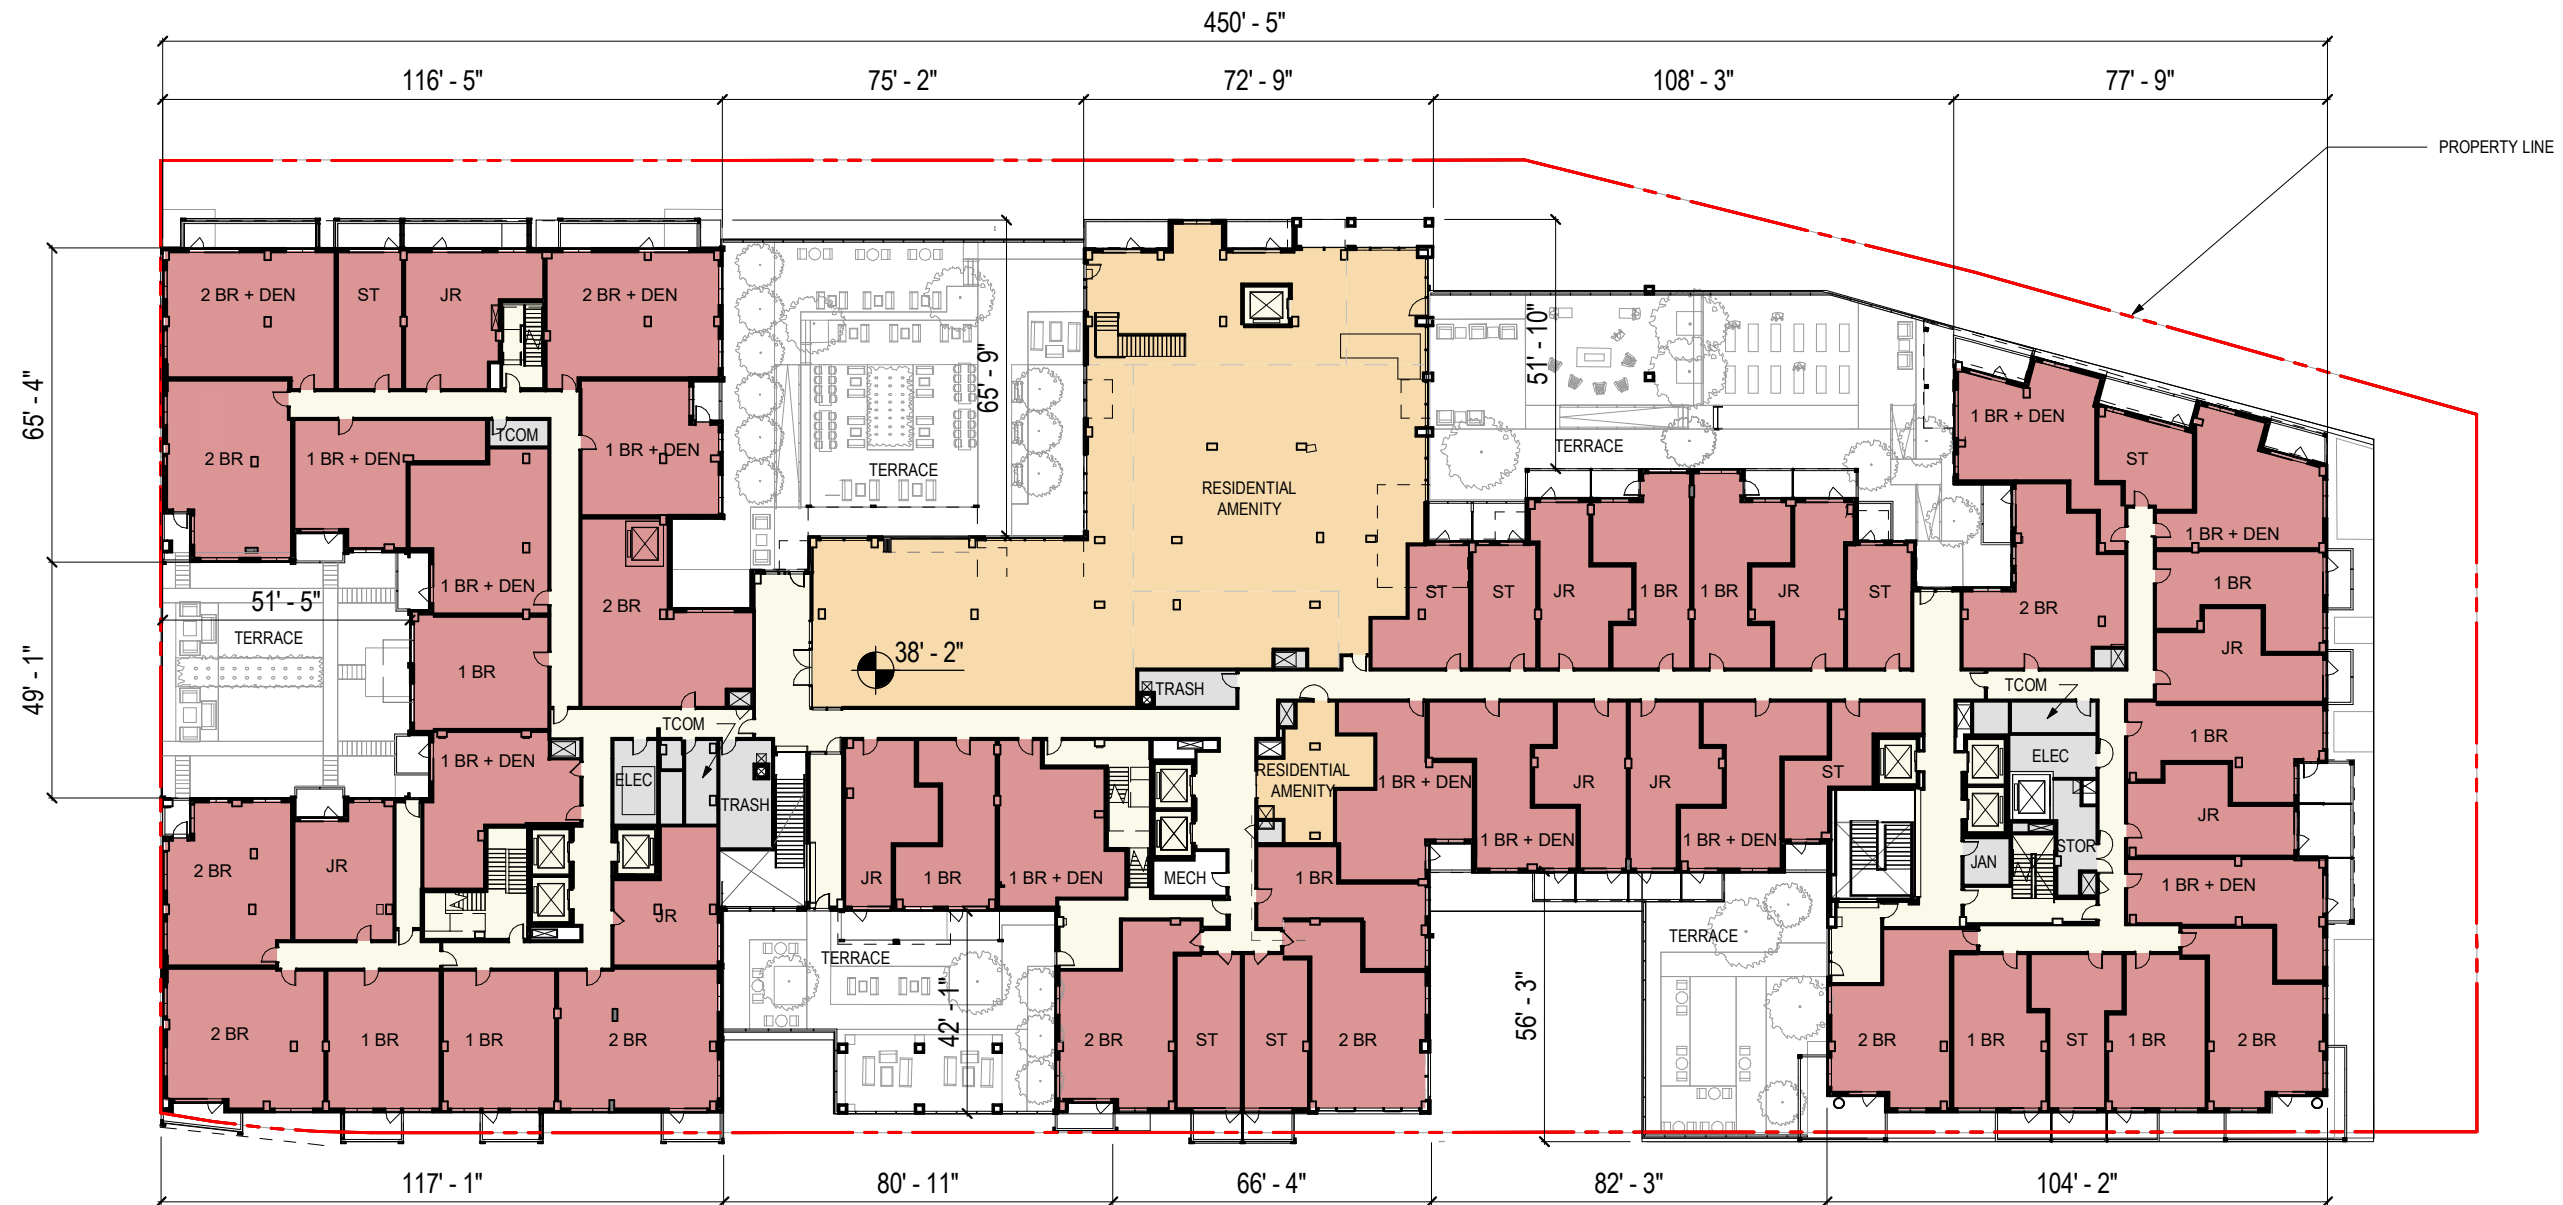 450' - 5"
116' - 5"
75' - 2"
72' - 9"
108' - 3"
77' - 9"
PROPERTY LINE
2 BR + DEN
ST
JR
2 BR + DEN
65' - 4"
65' - 9"
51' - 10"
1 BR + DEN
TCOM
2 BR
1 BR + DEN
1 BR + DEN
TERRACE
TERRACE
ST
RESIDENTIAL
AMENITY
1 BR + DEN
1 BR + DEN
51' - 5"
2 BR
ST
ST
JR
1 BR
1 BR
JR
ST
2 BR
1 BR
TERRACE
38' - 2"
JR
49' - 1"
1 BR
TRASH
TCOM
TCOM
1 BR
1 BR + DEN
ELEC
TRASH
RESIDENTIAL
AMENITY
1 BR + DEN
JR
JR
ST
ELEC
JR
1 BR + DEN
1 BR + DEN
STOR
JAN
2 BR
JR
JR
1 BR
1 BR + DEN
MECH
1 BR
1 BR + DEN
JR
TERRACE
TERRACE
42' - 1"
56' - 3"
2 BR
1 BR
1 BR
2 BR
2 BR
ST
ST
2 BR
2 BR
1 BR
ST
1 BR
2 BR
117' - 1"
80' - 11"
66' - 4"
82' - 3"
104' - 2"